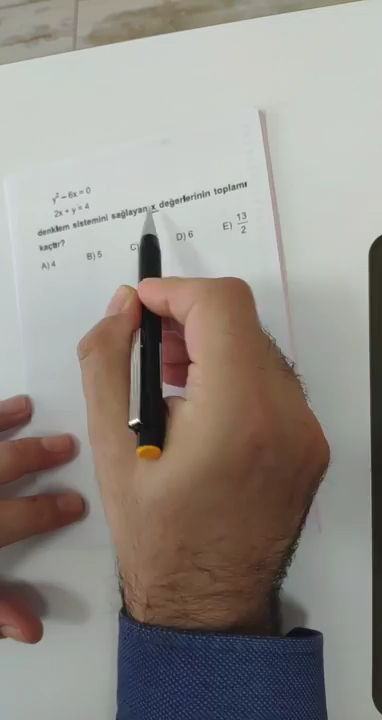 y² – 6x = 0
2x + y = 4
denklem sistemini sağlayan x değerlerinin toplamı
kaçtır?
A) 4 B) 5 C) D) 6 E) 13/2